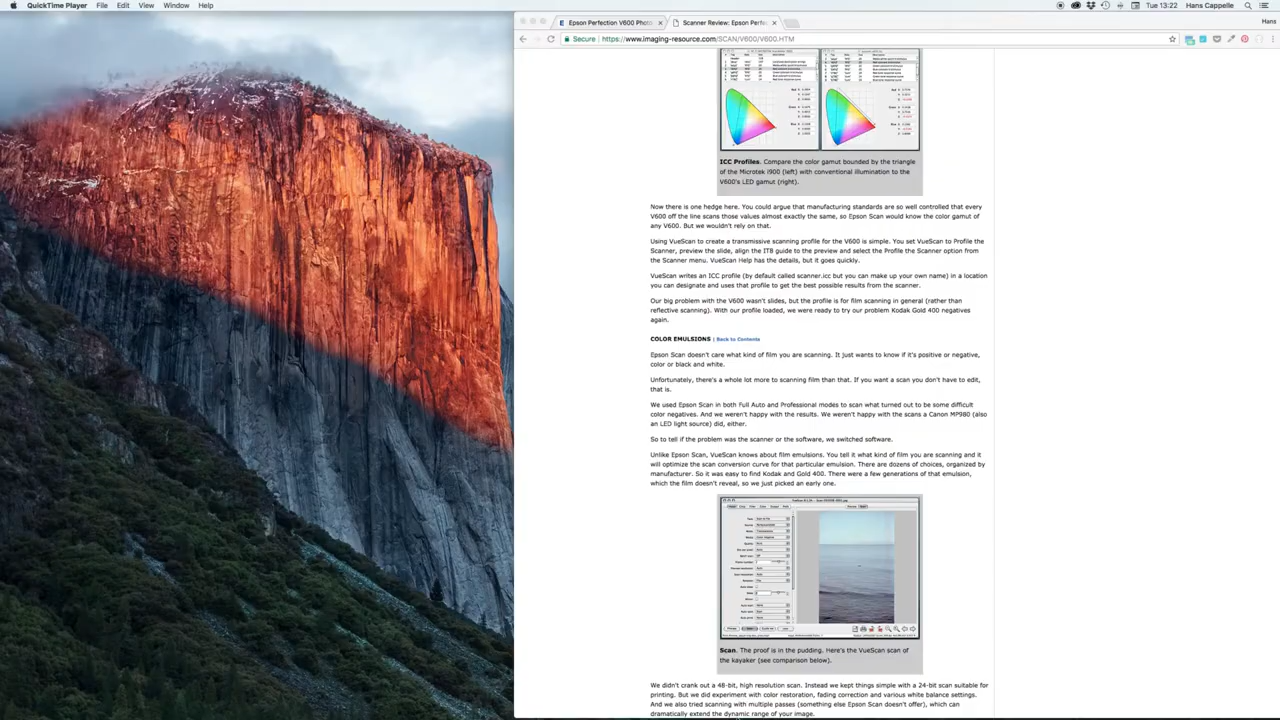 QuickTime Player File Edit View Window Help
Tue 13:22 Hans Cappelle
Epson Perfection V600 Photo
Scanner Review: Epson Perfe
Hans
Secure https://www.imaging-resource.com/SCAN/V600/V600.HTM
ICC Profiles. Compare the color gamut bounded by the triangle
of the Microtek i900 (left) with conventional illumination to the
V600's LED gamut (right).
Now there is one hedge here. You could argue that manufacturing standards are so well controlled that every
V600 off the line scans those values almost exactly the same, so Epson Scan would know the color gamut of
any V600. But we wouldn't rely on that.
Using VueScan to create a transmissive scanning profile for the V600 is simple. You set VueScan to Profile the
Scanner, preview the slide, align the IT8 guide to the preview and select the Profile the Scanner option from
the Scanner menu. VueScan Help has the details, but it goes quickly.
VueScan writes an ICC profile (by default called scanner.icc but you can make up your own name) in a location
you can designate and uses that profile to get the best possible results from the scanner.
Our big problem with the V600 wasn't slides, but the profile is for film scanning in general (rather than
reflective scanning). With our profile loaded, we were ready to try our problem Kodak Gold 400 negatives
again.
COLOR EMULSIONS | Back to Contents
Epson Scan doesn't care what kind of film you are scanning. It just wants to know if it's positive or negative,
color or black and white.
Unfortunately, there's a whole lot more to scanning film than that. If you want a scan you don't have to edit,
that is.
We used Epson Scan in both Full Auto and Professional modes to scan what turned out to be some difficult
color negatives. And we weren't happy with the results. We weren't happy with the scans a Canon MP980 (also
an LED light source) did, either.
So to tell if the problem was the scanner or the software, we switched software.
Unlike Epson Scan, VueScan knows about film emulsions. You tell it what kind of film you are scanning and it
will optimize the scan conversion curve for that particular emulsion. There are dozens of choices, organized by
manufacturer. So it was easy to find Kodak and Gold 400. There were a few generations of that emulsion,
which the film doesn't reveal, so we just picked an early one.
Scan. The proof is in the pudding. Here's the VueScan scan of
the kayaker (see comparison below).
We didn't crank out a 48-bit, high resolution scan. Instead we kept things simple with a 24-bit scan suitable for
printing. But we did experiment with color restoration, fading correction and various white balance settings.
And we also tried scanning with multiple passes (something else Epson Scan doesn't offer), which can
dramatically extend the dynamic range of your image.